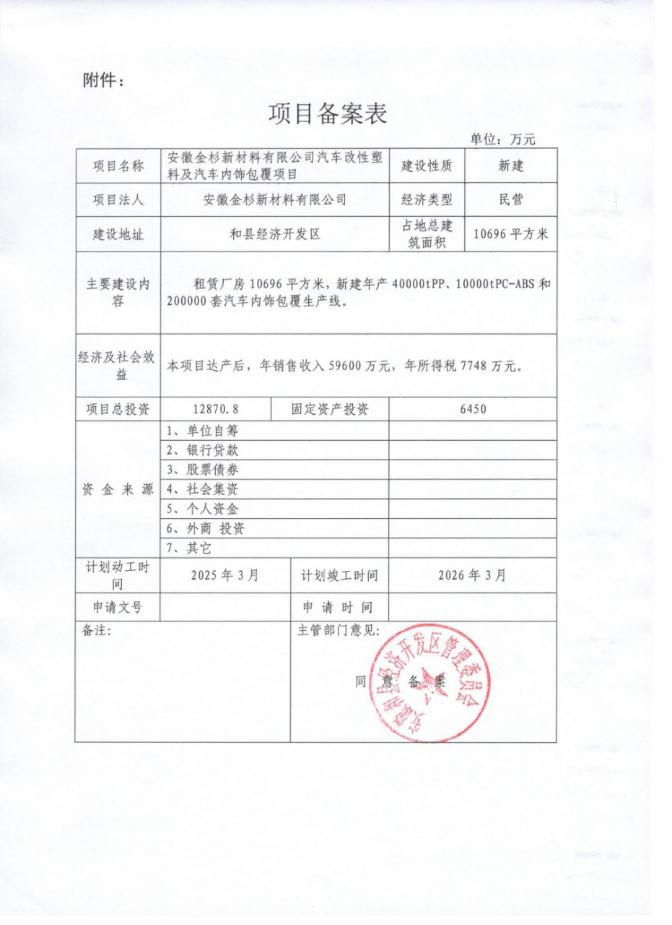 附件：
项目备案表
单位：万元
项目名称
安徽金杉新材料有限公司汽车改性塑
料及汽车内饰包覆项目
建设性质
新建
项目法人
安徽金杉新材料有限公司
经济类型
民营
建设地址
和县经济开发区
占地总建
筑面积
10696 平方米
主要建设内
容
租赁厂房 10696 平方米，新建年产 40000tPP、10000tPC-ABS 和
200000 套汽车内饰包覆生产线。
经济及社会效
益
本项目达产后，年销售收入 59600 万元，年所得税 7748 万元。
项目总投资
12870.8
固定资产投资
6450
资 金 来 源
1、单位自筹
2、银行贷款
3、股票债券
4、社会集资
5、个人资金
6、外商 投资
7、其它
计划动工时
间
2025 年 3 月
计划竣工时间
2026 年 3 月
申请文号
申 请 时 间
备注：
主管部门意见：
同 意 备 案
安徽和县经济开发区管理委员会